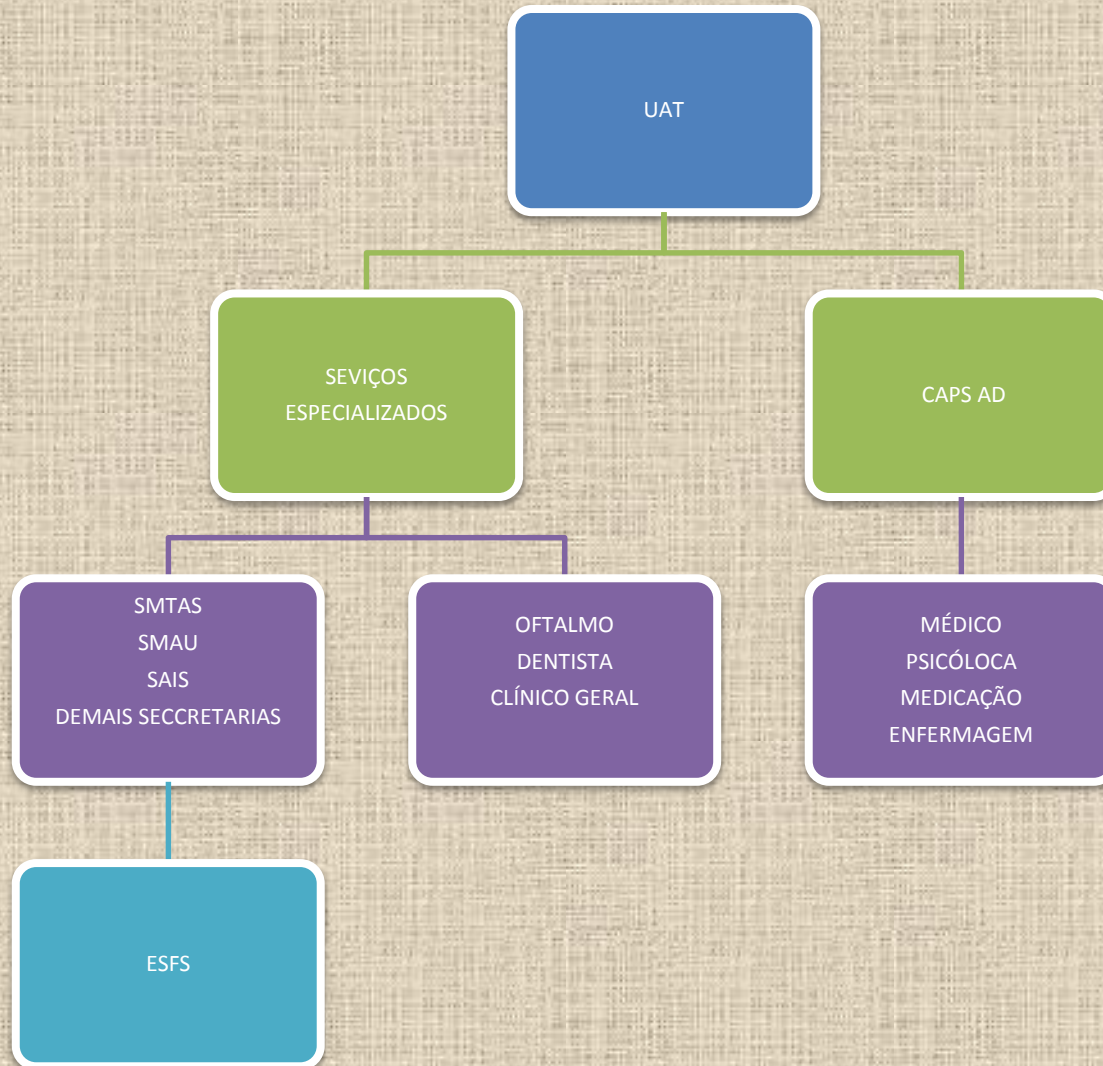 UAT
SEVIÇOS
ESPECIALIZADOS
CAPS AD
SMTAS
SMAU
SAIS
DEMAIS SECCRETARIAS
OFTALMO
DENTISTA
CLÍNICO GERAL
MÉDICO
PSICÓLOCA
MEDICAÇÃO
ENFERMAGEM
ESFS